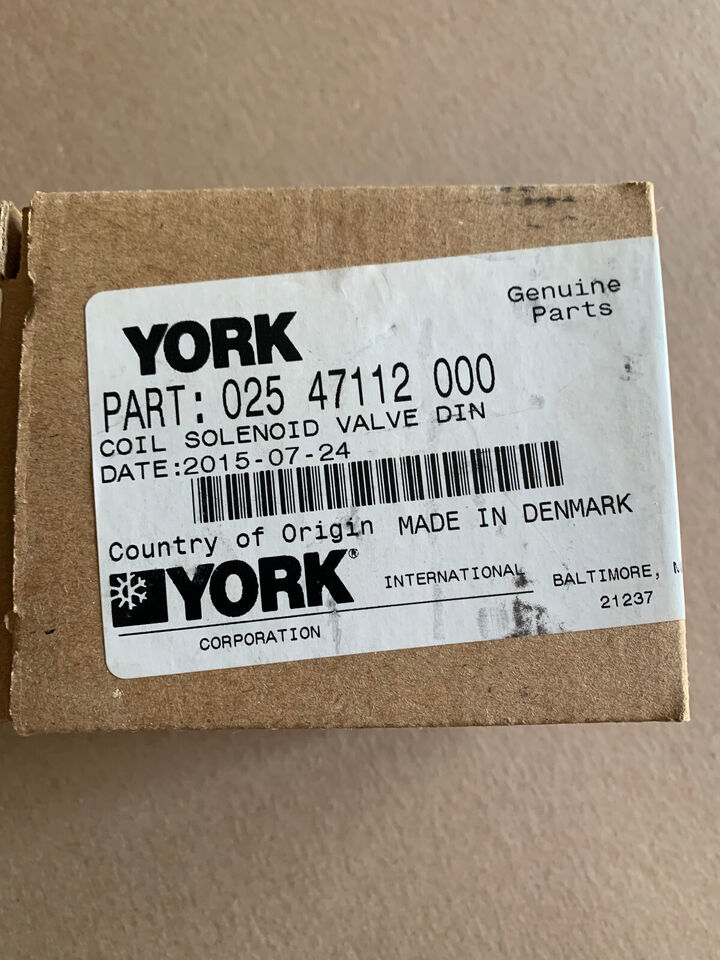 YORK
Genuine
Parts
PART: 025 47112 000
COIL SOLENOID VALVE DIN
DATE:2015-07-24
Country of Origin MADE IN DENMARK
YORK® INTERNATIONAL BALTIMORE,
21237
CORPORATION